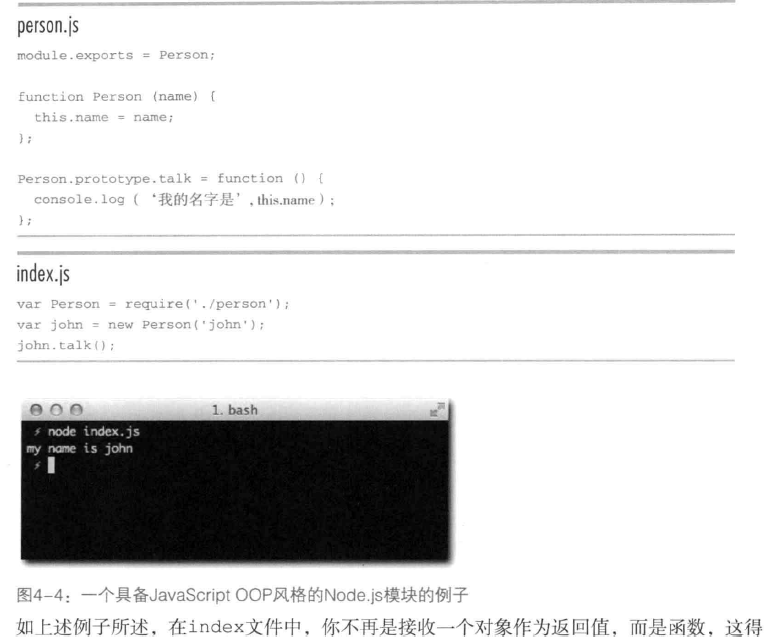 person.js
module.exports = Person;
function Person (name) {
this.name = name;
};
Person.prototype.talk = function () {
console.log ( ‘我的名字是’, this.name ) ;
};
index.js
var Person = require('./person');
var john = new Person('john');
john.talk();
1. bash
⚡ node index.js
my name is john
⚡
图4-4：一个具备JavaScript OOP风格的Node.js模块的例子
如上述例子所述，在index文件中，你不再是接收一个对象作为返回值，而是函数，这得